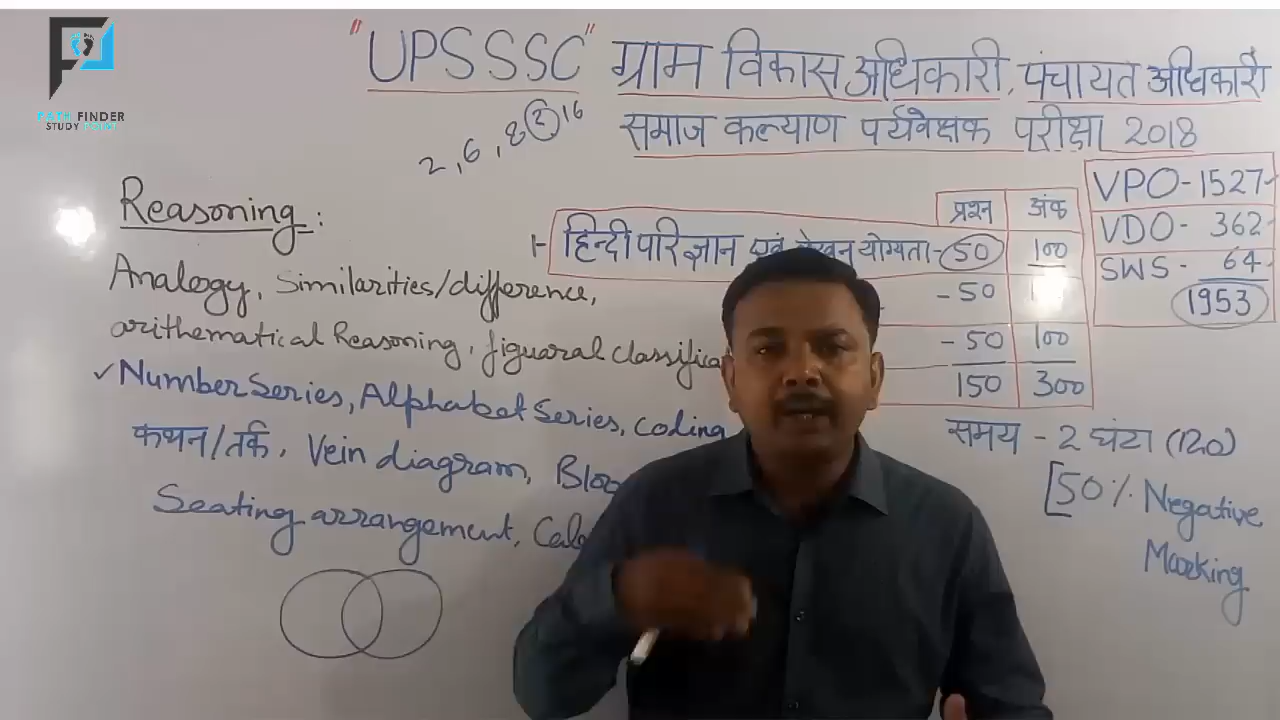 PATH FINDER
STUDY POINT
"UPSSSC" ग्राम विकास अधिकारी, पंचायत अधिकारी
समाज कल्याण पर्यवेक्षक परीक्षा 2018
2, 6, 8 2 16
VPO - 1527
VDO - 362
SWS - 64
1953
प्रश्न अंक
1- हिन्दी परिज्ञान एवं लेखन योग्यता - 50 100
- 50
- 50 100
150 300
समय - 2 घंटा (120)
[50% Negative
Marking
Reasoning:
Analogy, Similarities/difference,
arithematical Reasoning, figuaral
✓ Number Series, Alphabet Series, Coding
कथन/तर्क, Vein diagram,
Seating arrangement,